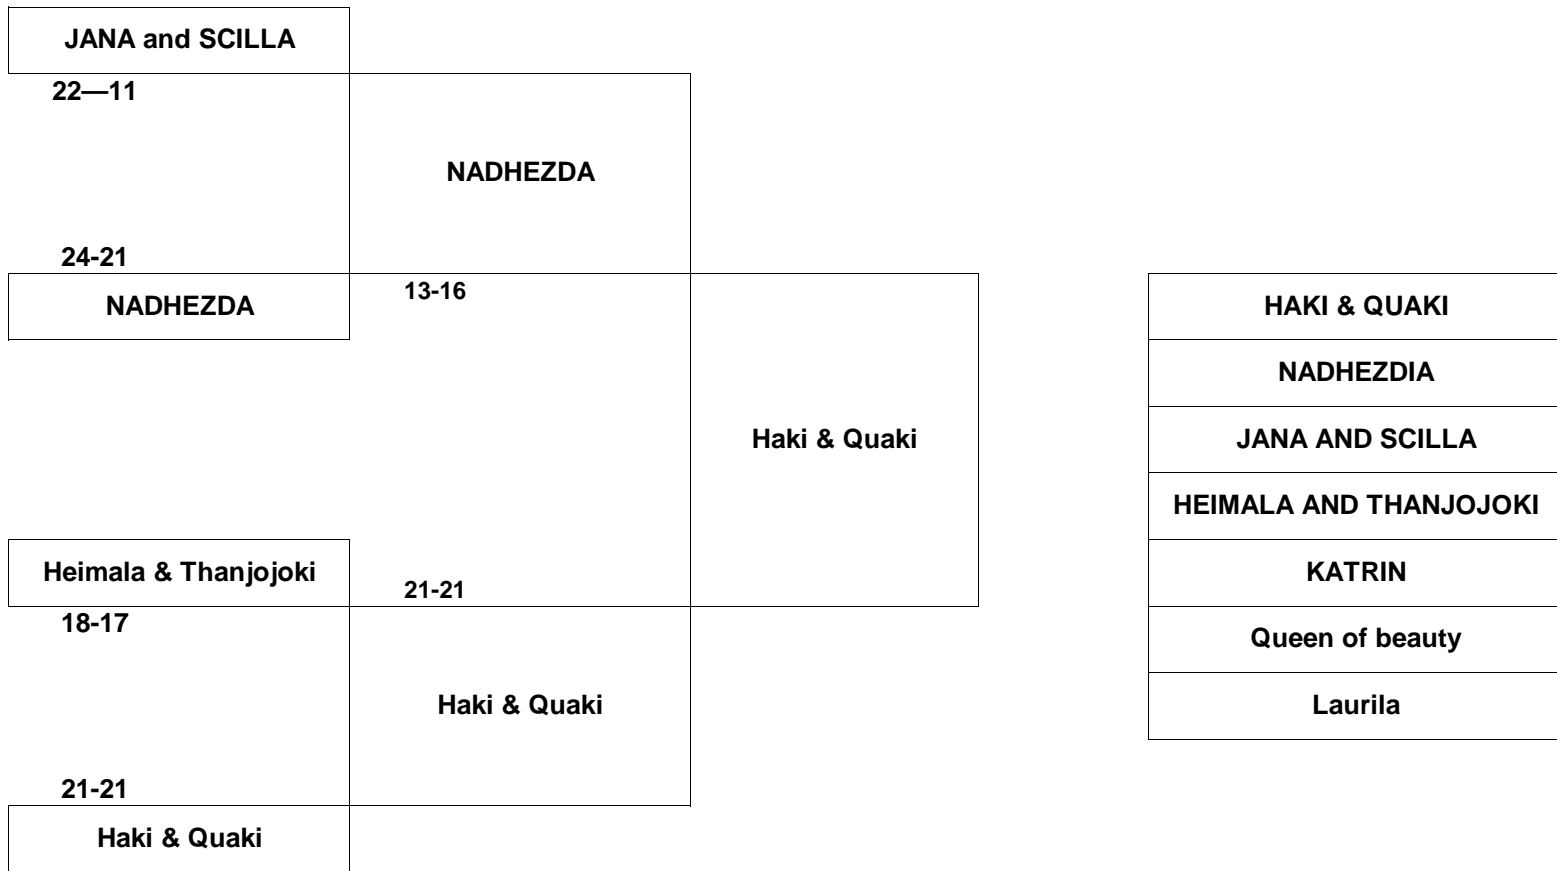 JANA and SCILLA
22—11
NADHEZDA
24-21
NADHEZDA
13-16
Haki & Quaki
Heimala & Thanjojoki
21-21
18-17
Haki & Quaki
21-21
Haki & Quaki
HAKI & QUAKI
NADHEZDIA
JANA AND SCILLA
HEIMALA AND THANJOJOKI
KATRIN
Queen of beauty
Laurila